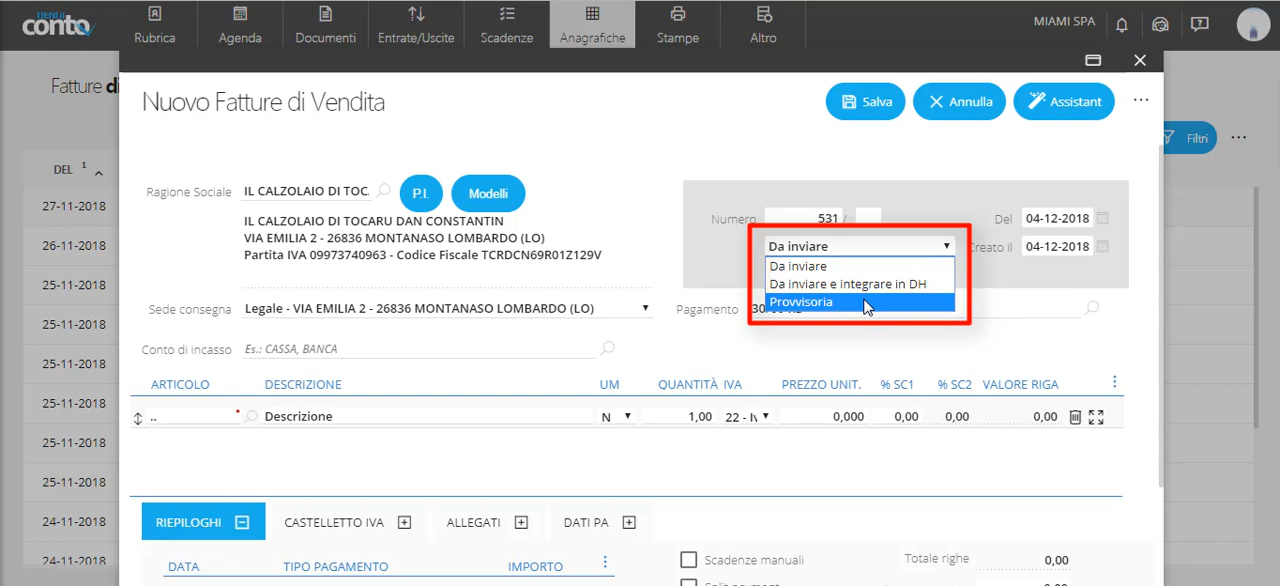 TIENI IL
conto
Rubrica
Agenda
Documenti
Entrate/Uscite
Scadenze
Anagrafiche
Stampe
Altro
MIAMI SPA
Fatture di
Nuovo Fatture di Vendita
Salva
Annulla
Assistant
...
Filtri
...
DEL 1
27-11-2018
26-11-2018
25-11-2018
25-11-2018
25-11-2018
25-11-2018
25-11-2018
25-11-2018
24-11-2018
24-11-2018
Ragione Sociale IL CALZOLAIO DI TOC. P.I. Modelli
IL CALZOLAIO DI TOCARU DAN CONSTANTIN
VIA EMILIA 2 - 26836 MONTANASO LOMBARDO (LO)
Partita IVA 09973740963 - Codice Fiscale TCRDCN69R01Z129V
Numero 531 / Del 04-12-2018
Da inviare Creato il 04-12-2018
Da inviare
Da inviare e integrare in DH
Provvisoria
Sede consegna Legale - VIA EMILIA 2 - 26836 MONTANASO LOMBARDO (LO)
Pagamento
Conto di incasso Es.: CASSA, BANCA
ARTICOLO DESCRIZIONE UM QUANTITÀ IVA PREZZO UNIT. % SC1 % SC2 VALORE RIGA
.. * Descrizione N 1,00 22 - IV 0,000 0,00 0,00 0,00
RIEPILOGHI CASTELLETTO IVA ALLEGATI DATI PA
DATA TIPO PAGAMENTO IMPORTO
Scadenze manuali
Split payment
Totale righe 0,00
0,00